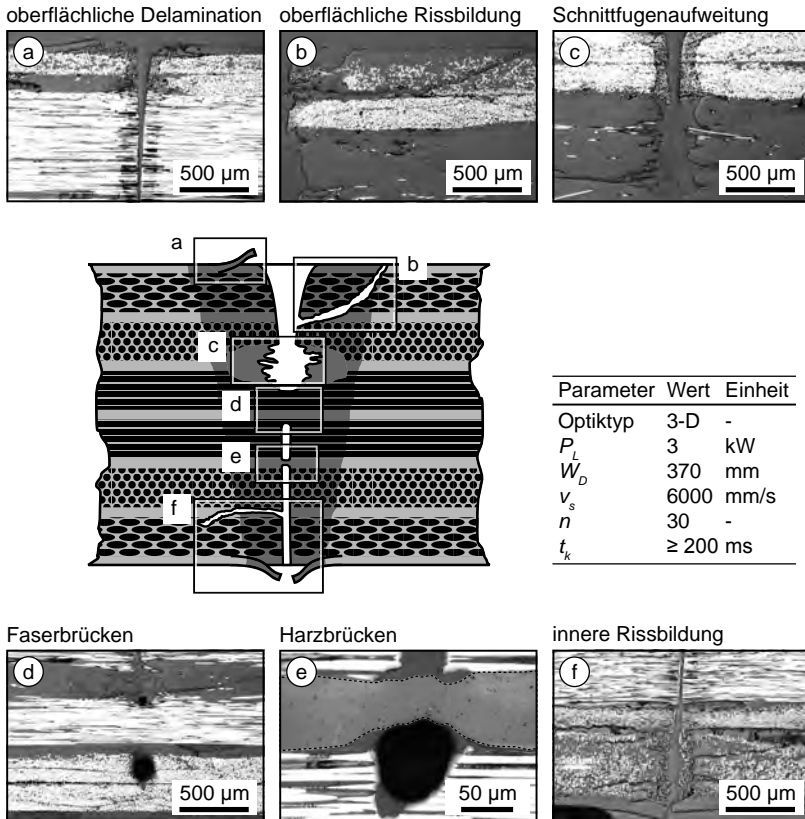 oberflächliche Delamination
oberflächliche Rissbildung
Schnittfugenaufweitung
a
500 µm
b
500 µm
c
500 µm
a
b
c
d
e
f
Parameter Wert Einheit
Optiktyp 3-D -
P_L 3 kW
W_D 370 mm
v_s 6000 mm/s
n 30 -
t_k ≥ 200 ms
Faserbrücken
Harzbrücken
innere Rissbildung
d
500 µm
e
50 µm
f
500 µm